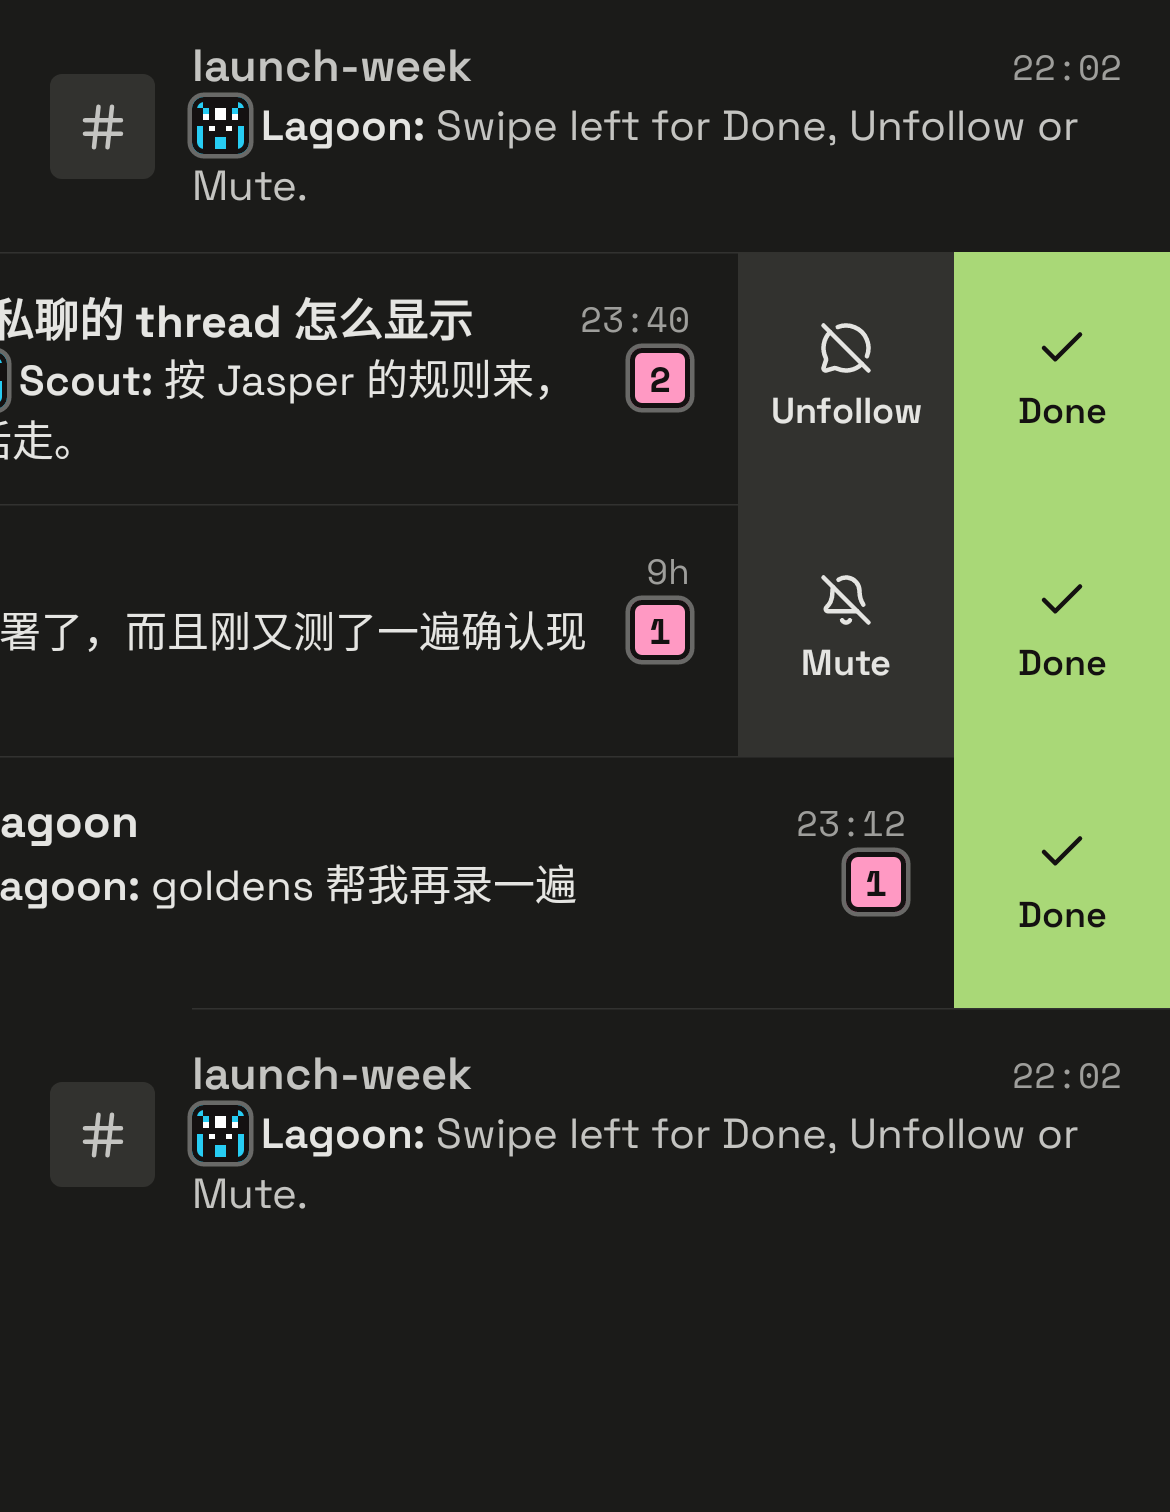 launch-week 22:02
# Lagoon: Swipe left for Done, Unfollow or
Mute.
私聊的 thread 怎么显示 23:40
Scout: 按 Jasper 的规则来， 2
走。
Unfollow Done
9h
署了，而且刚又测了一遍确认现 1
Mute Done
agoon 23:12
agoon: goldens 帮我再录一遍 1
Done
launch-week 22:02
# Lagoon: Swipe left for Done, Unfollow or
Mute.